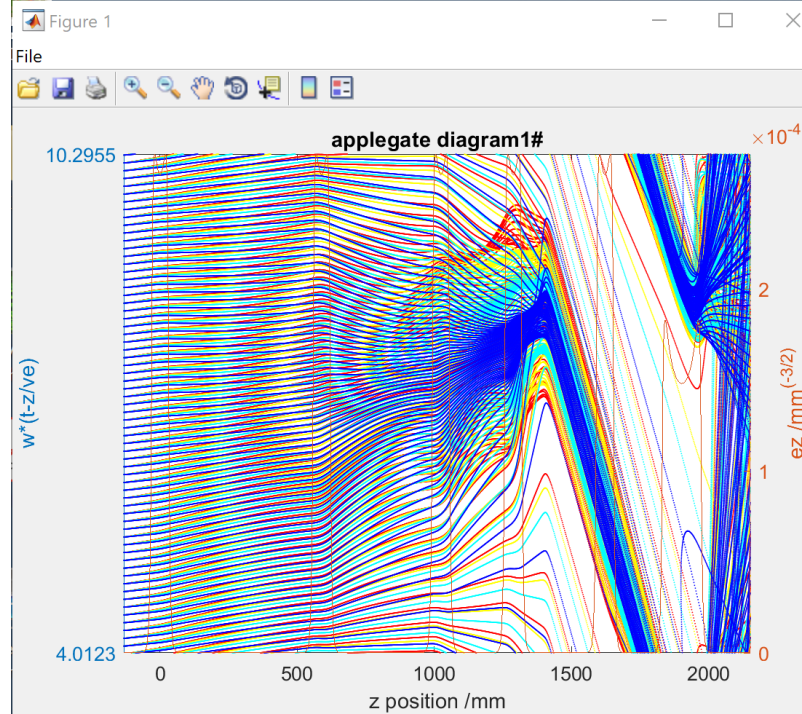 Figure 1
File
applegate diagram1#
×10⁻⁴
10.2955
4.0123
w*(t-z/ve)
2
1
0
ez /mm^(-3/2)
0 500 1000 1500 2000
z position /mm